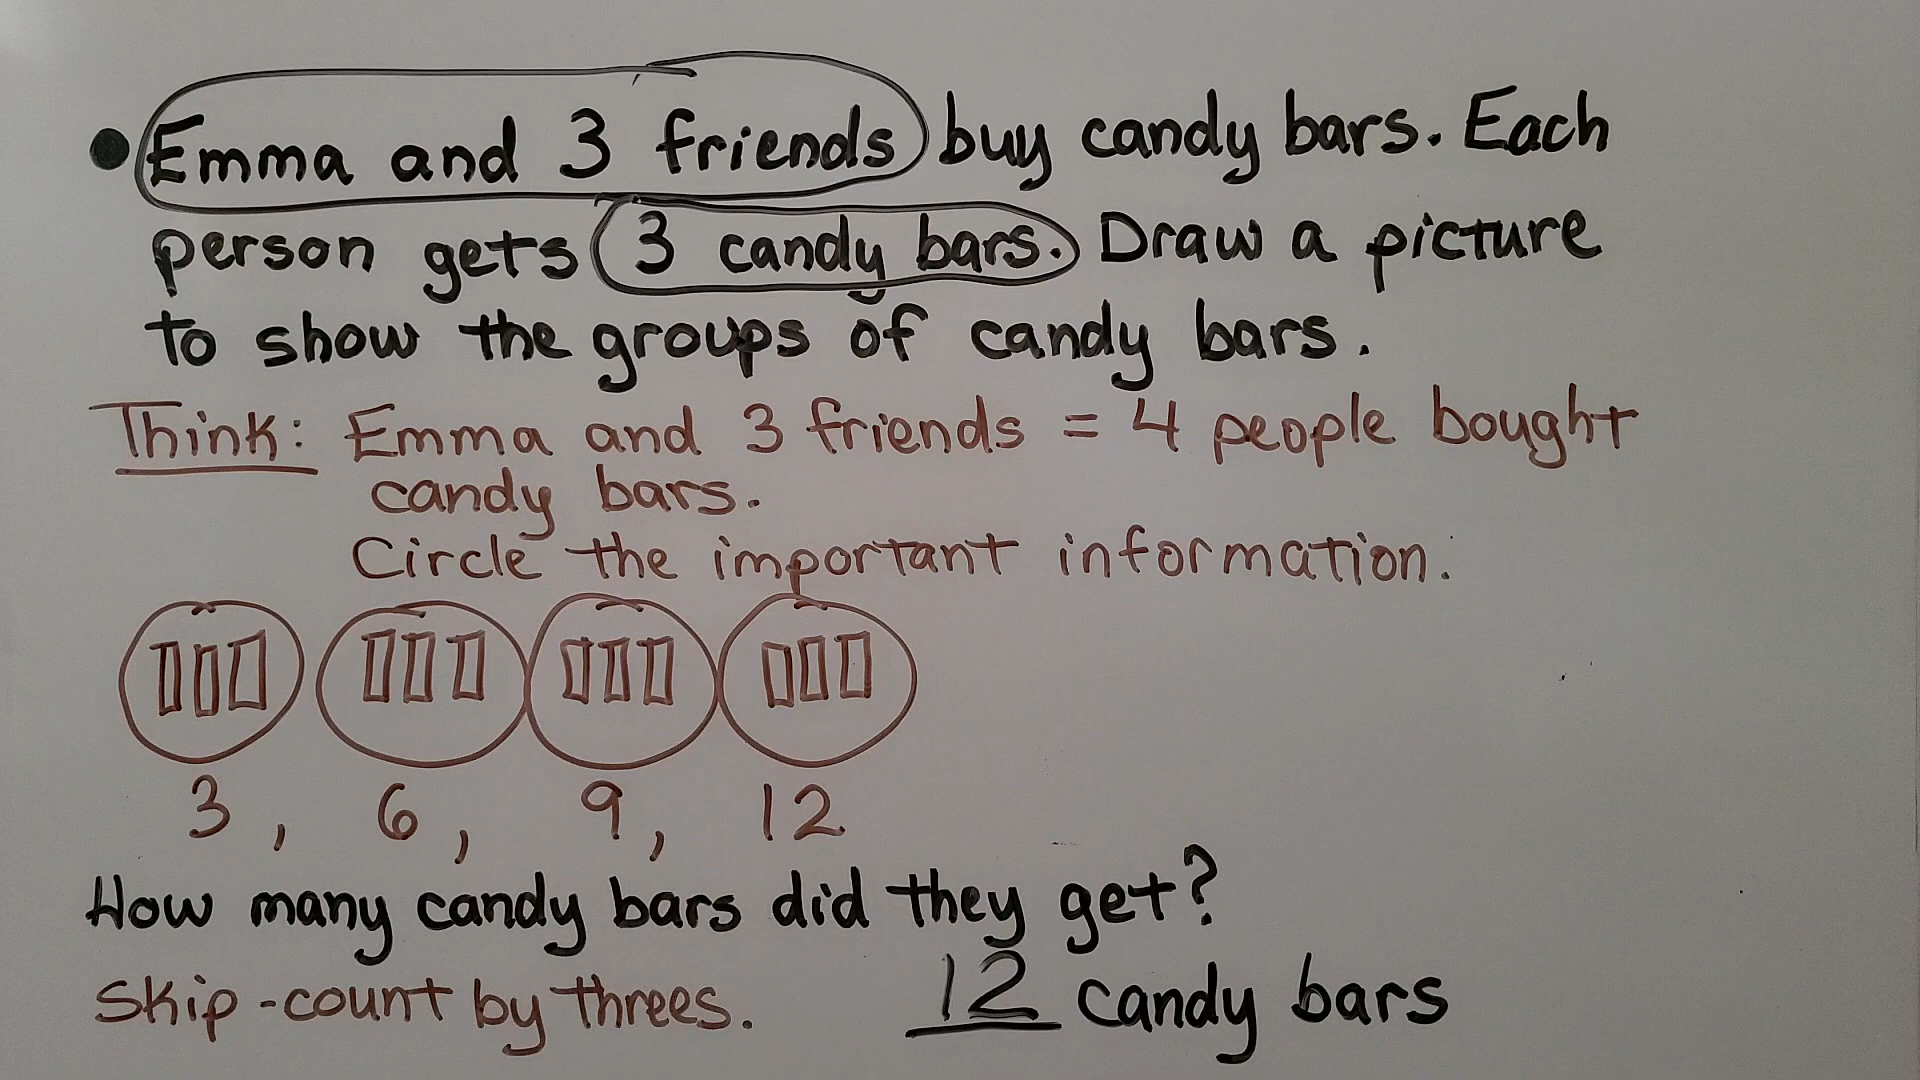 Emma and 3 friends buy candy bars. Each
person gets 3 candy bars. Draw a picture
to show the groups of candy bars.
Think: Emma and 3 friends = 4 people bought
candy bars.
Circle the important information.
3, 6, 9, 12
How many candy bars did they get?
Skip-count by threes. 12 candy bars